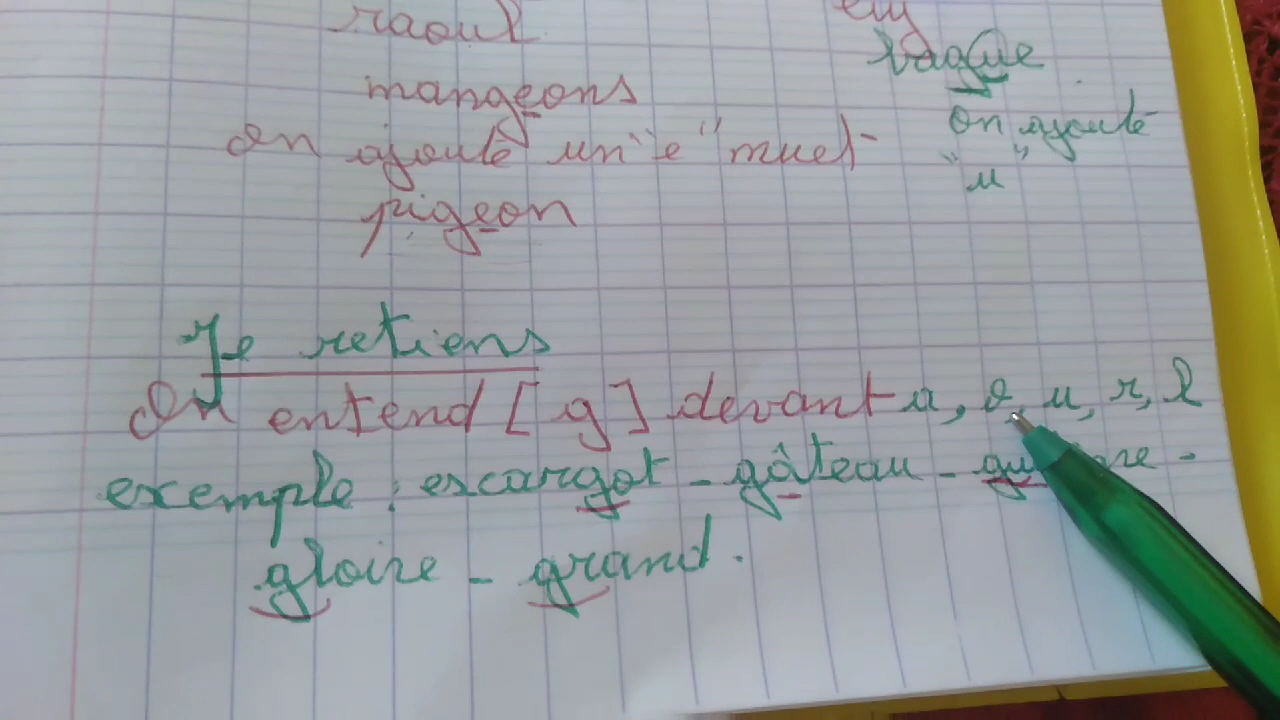 raoul
vague
mangeons
on ajoute
on ajoute un "e" muet
"u"
pigeon
Je retiens
On entend [g] devant a, o, u, r, l
exemple : escargot - gâteau -
gloire - grand.